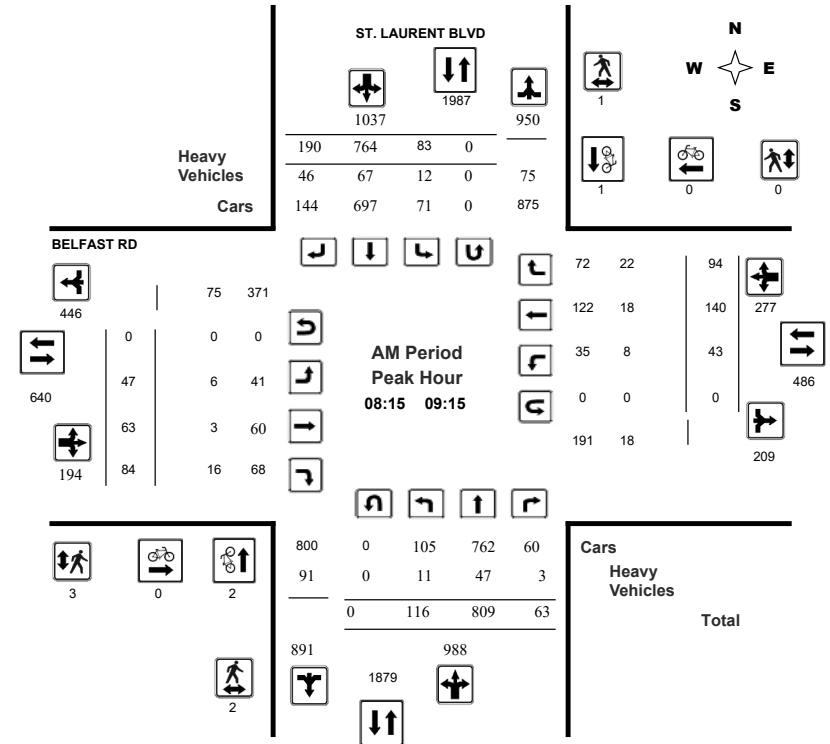 ST. LAURENT BLVD
N
W E
S
1987
1
1037 950
190 764 83 0
Heavy
Vehicles
46 67 12 0 75
Cars
144 697 71 0 875
1 0 0
BELFAST RD
446
75 371
72 22 94
277
0 0 0
122 18 140
640
47 6 41
AM Period
Peak Hour
08:15 09:15
35 8 43
486
0 0 0
63 3 60
191 18
209
194
84 16 68
800 0 105 762 60
Cars
91 0 11 47 3
Heavy
Vehicles
3 0 2
0 116 809 63
Total
891 988
1879
2